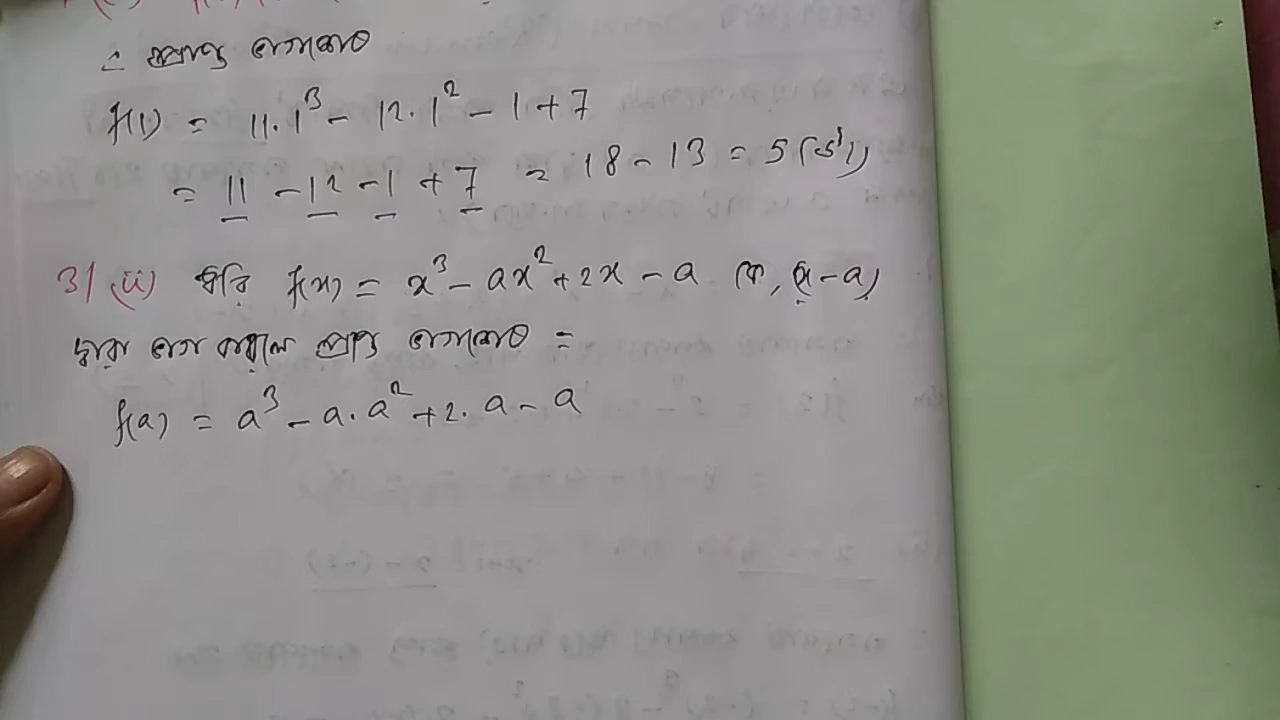 ∴ প্রাপ্ত ভাগশেষ
f(1) = 11.1³ - 12.1² - 1 + 7
= 11 - 12 - 1 + 7 = 18 - 13 = 5 (উঃ)
3/ (ii) ধরি f(x) = x³ - ax² + 2x - a কে, (x-a)
দ্বারা ভাগ করলে প্রাপ্ত ভাগশেষ =
f(a) = a³ - a.a² + 2.a - a